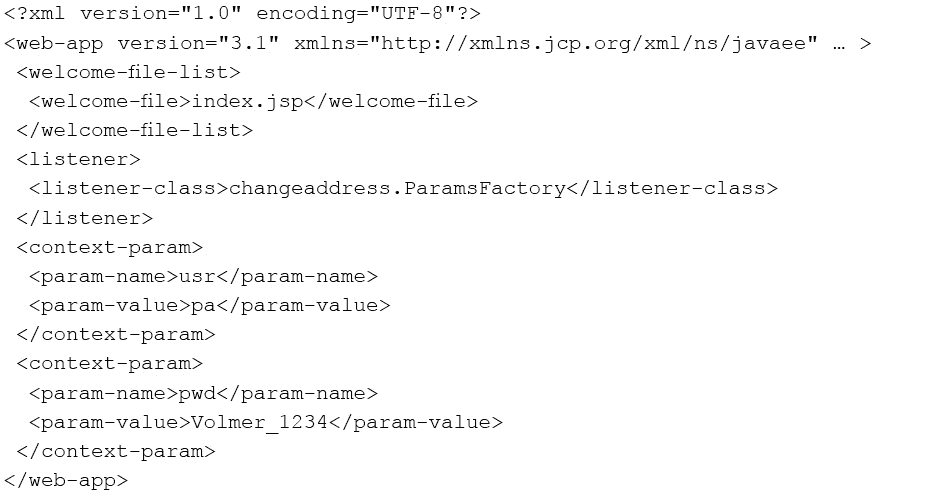 <?xml version="1.0" encoding="UTF-8"?>
<web-app version="3.1" xmlns="http://xmlns.jcp.org/xml/ns/javaee" … >
<welcome-file-list>
<welcome-file>index.jsp</welcome-file>
</welcome-file-list>
<listener>
<listener-class>changeaddress.ParamsFactory</listener-class>
</listener>
<context-param>
<param-name>usr</param-name>
<param-value>pa</param-value>
</context-param>
<context-param>
<param-name>pwd</param-name>
<param-value>Volmer_1234</param-value>
</context-param>
</web-app>